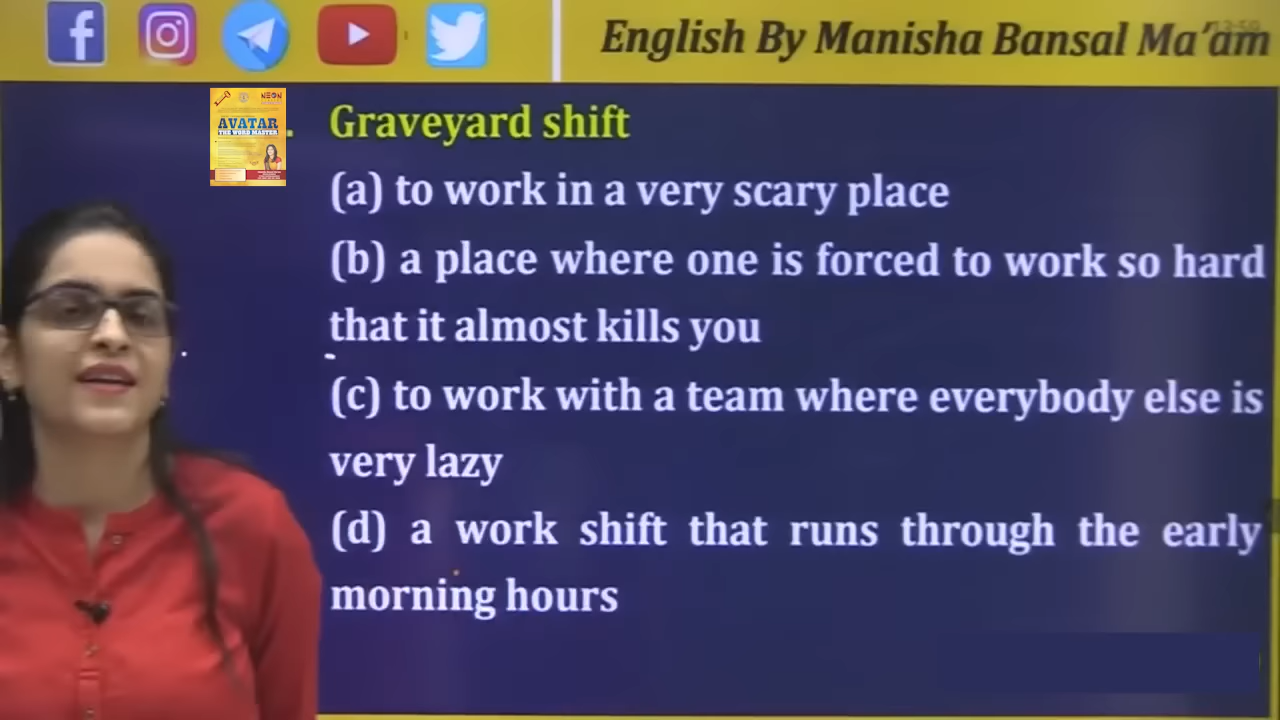 English By Manisha Bansal Ma'am
NEON
AVATAR
THE WORD MASTER
Graveyard shift
(a) to work in a very scary place
(b) a place where one is forced to work so hard
that it almost kills you
(c) to work with a team where everybody else is
very lazy
(d) a work shift that runs through the early
morning hours